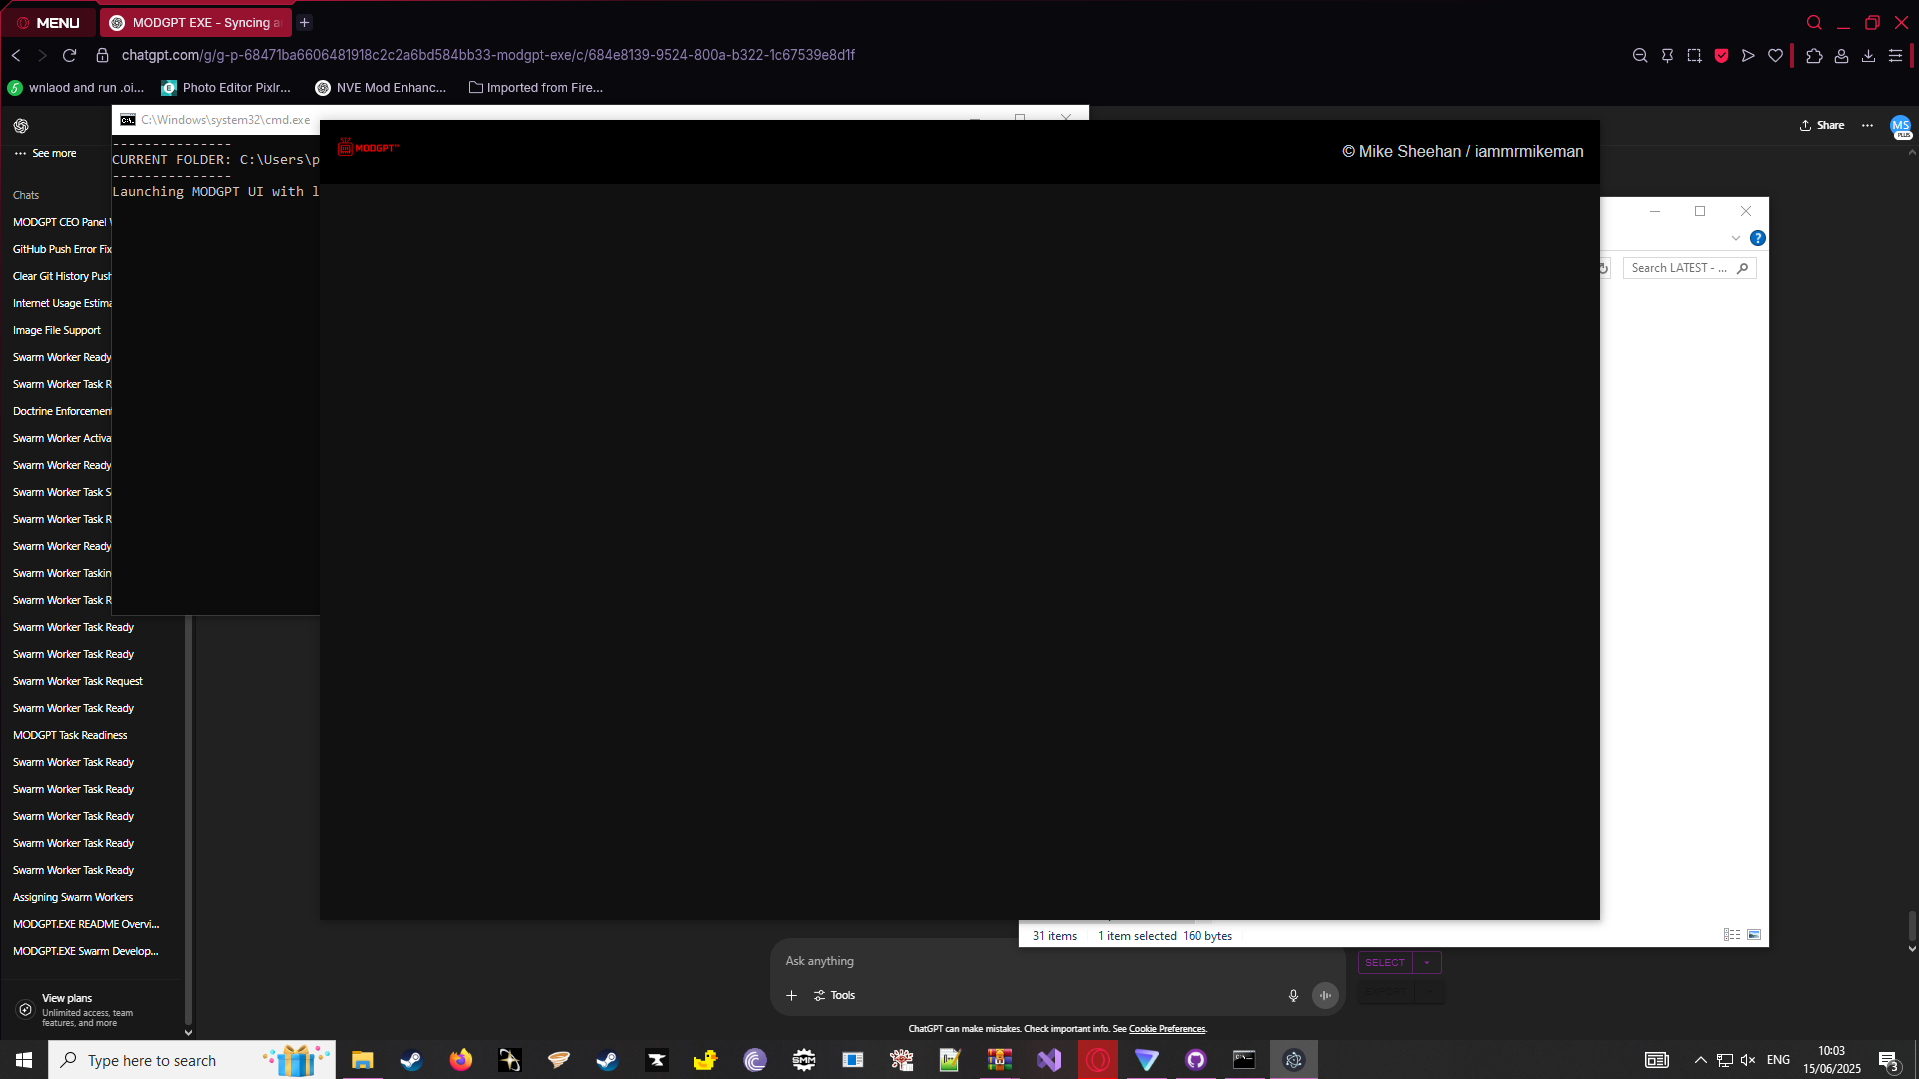 MENU
MODGPT EXE - Syncing a
chatgpt.com/g/g-p-68471ba6606481918c2c2a6bd584bb33-modgpt-exe/c/684e8139-9524-800a-b322-1c67539e8d1f
wnlaod and run .oi...
Photo Editor Pixlr...
NVE Mod Enhanc...
Imported from Fire...
C:\Windows\system32\cmd.exe
Share
MS
PLUS
See more
---------------
CURRENT FOLDER: C:\Users\p
---------------
Launching MODGPT UI with l
MODGPT™
© Mike Sheehan / iammrmikeman
Search LATEST - ...
Chats
MODGPT CEO Panel
GitHub Push Error Fix
Clear Git History Push
Internet Usage Estima
Image File Support
Swarm Worker Ready
Swarm Worker Task R
Doctrine Enforcement
Swarm Worker Activa
Swarm Worker Ready
Swarm Worker Task S
Swarm Worker Task R
Swarm Worker Ready
Swarm Worker Taskin
Swarm Worker Task R
Swarm Worker Task Ready
Swarm Worker Task Ready
Swarm Worker Task Request
Swarm Worker Task Ready
MODGPT Task Readiness
Swarm Worker Task Ready
Swarm Worker Task Ready
Swarm Worker Task Ready
Swarm Worker Task Ready
Swarm Worker Task Ready
Assigning Swarm Workers
MODGPT.EXE README Overvi...
MODGPT.EXE Swarm Develop...
View plans
Unlimited access, team
features, and more
31 items
1 item selected 160 bytes
Ask anything
Tools
SELECT
ChatGPT can make mistakes. Check important info. See Cookie Preferences.
Type here to search
SMM
ENG
10:03
15/06/2025
3